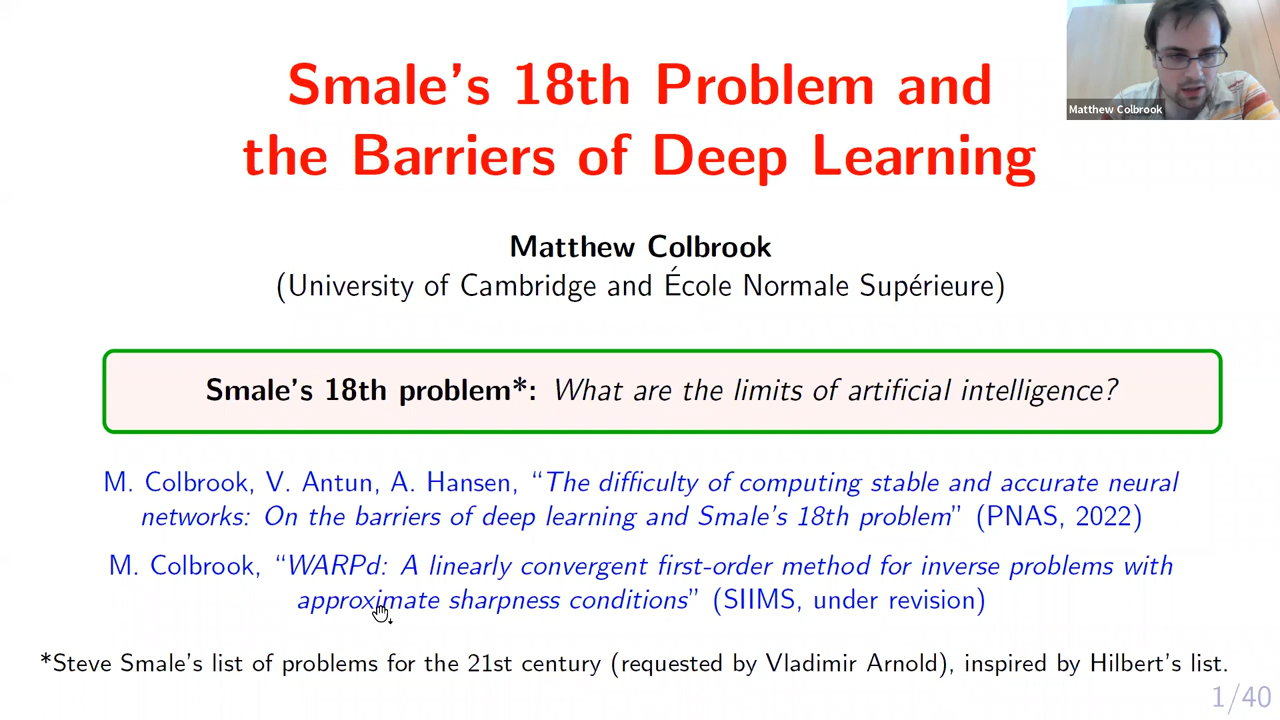 Smale's 18th Problem and
the Barriers of Deep Learning
Matthew Colbrook
Matthew Colbrook
(University of Cambridge and École Normale Supérieure)
Smale's 18th problem*: What are the limits of artificial intelligence?
M. Colbrook, V. Antun, A. Hansen, “The difficulty of computing stable and accurate neural
networks: On the barriers of deep learning and Smale's 18th problem” (PNAS, 2022)
M. Colbrook, “WARPd: A linearly convergent first-order method for inverse problems with
approximate sharpness conditions” (SIIMS, under revision)
*Steve Smale's list of problems for the 21st century (requested by Vladimir Arnold), inspired by Hilbert's list.
1/40